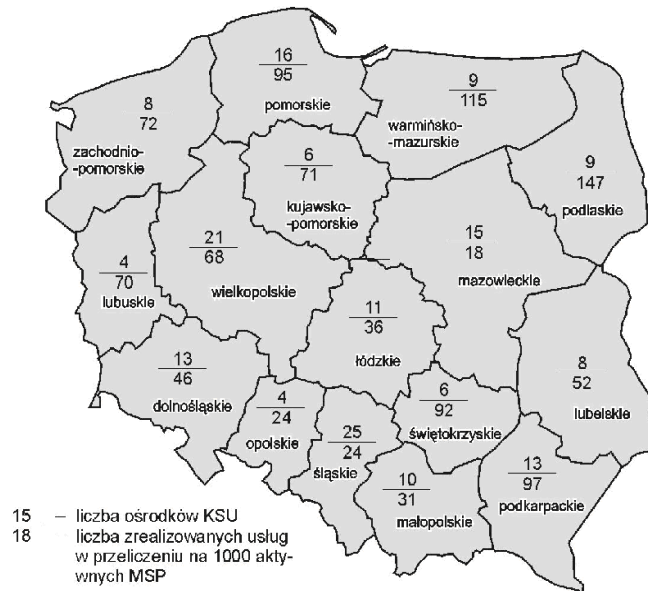 16
95
pomorskie
9
115
warmińsko-
-mazurskie
8
72
zachodnio-
-pomorskie
6
71
kujawsko-
-pomorskie
9
147
podlaskie
15
18
mazowieckie
21
68
wielkopolskie
4
70
lubuskie
11
36
łódzkie
13
46
dolnośląskie
8
52
lubelskie
4
24
opolskie
6
92
świętokrzyskie
25
24
śląskie
10
31
małopolskie
13
97
podkarpackie
15 – liczba ośrodków KSU
18 – liczba zrealizowanych usług
w przeliczeniu na 1000 akty-
wnych MSP